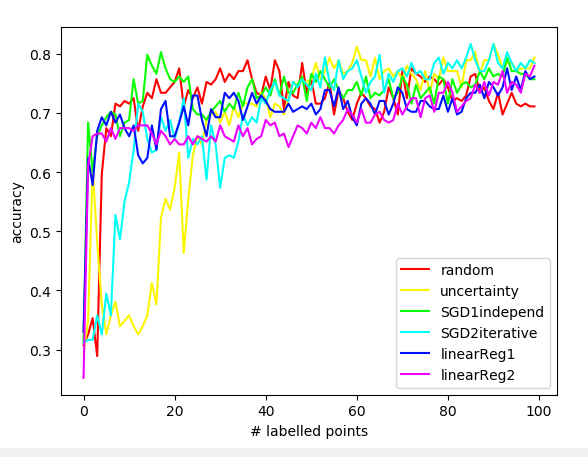 0.8
0.7
0.6
0.5
0.4
0.3
accuracy
0 20 40 60 80 100
# labelled points
random
uncertainty
SGD1independ
SGD2iterative
linearReg1
linearReg2